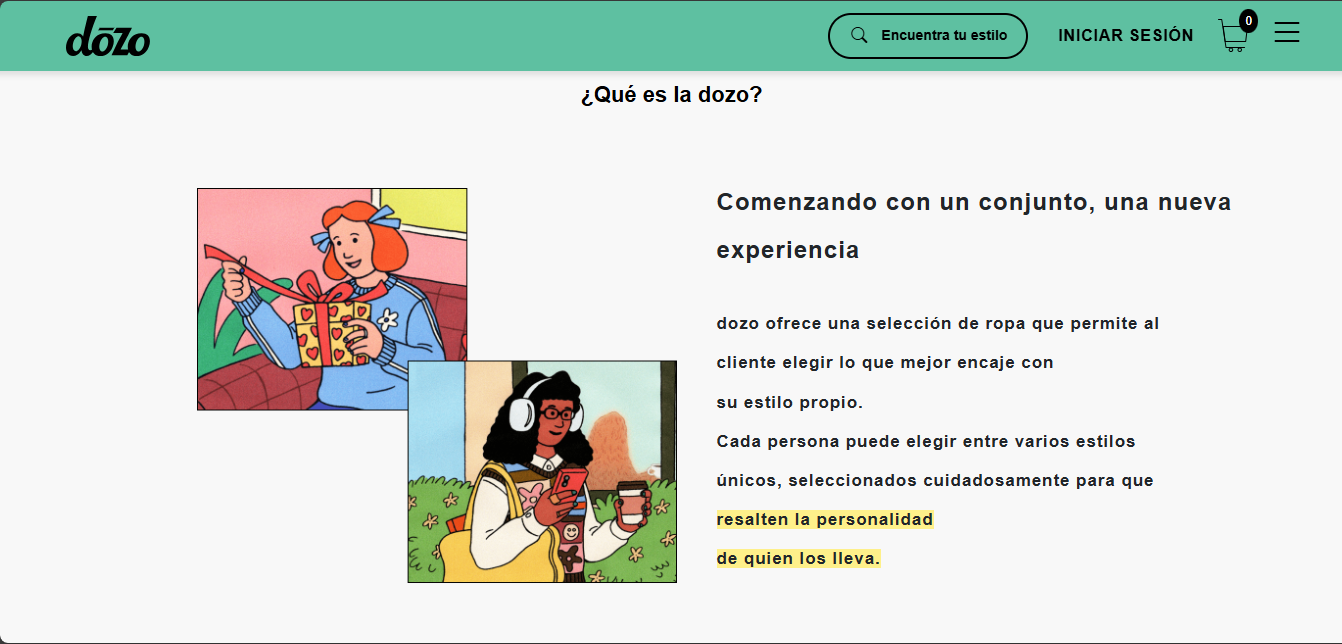 dōzo
Encuentra tu estilo
INICIAR SESIÓN
0
¿Qué es la dozo?
Comenzando con un conjunto, una nueva
experiencia
dozo ofrece una selección de ropa que permite al
cliente elegir lo que mejor encaje con
su estilo propio.
Cada persona puede elegir entre varios estilos
únicos, seleccionados cuidadosamente para que
resalten la personalidad
de quien los lleva.